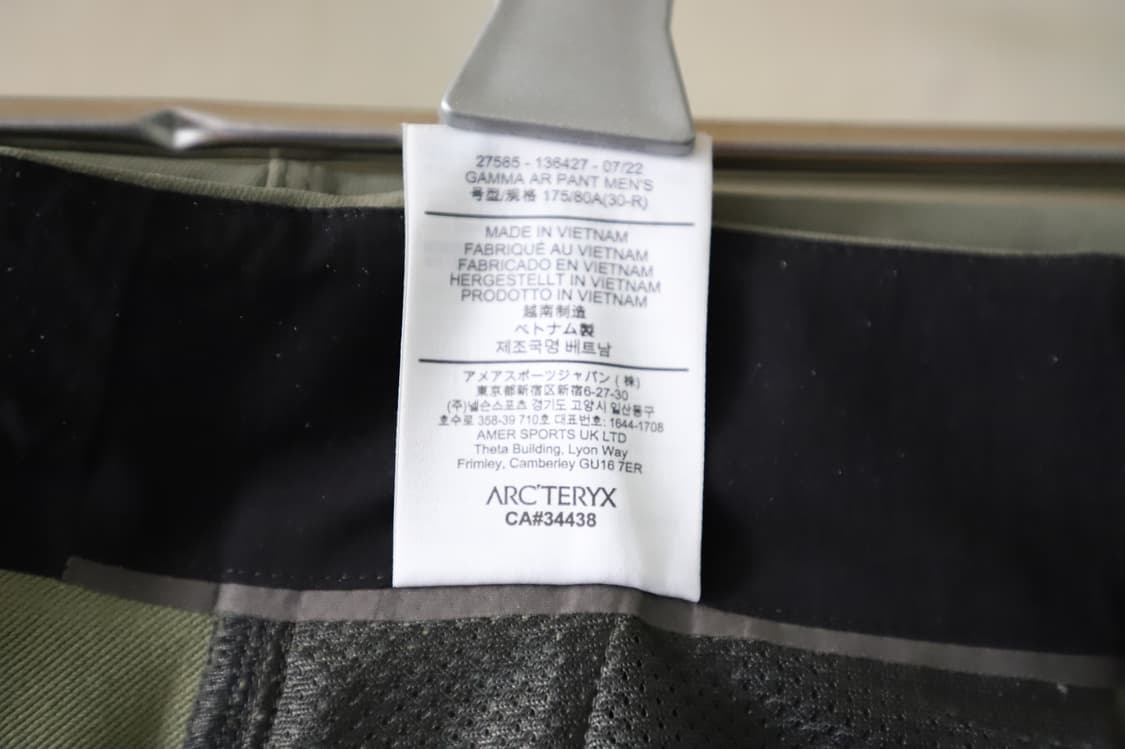 27585 - 136427 - 07/22
GAMMA AR PANT MEN'S
号型/规格 175/80A(30-R)
MADE IN VIETNAM
FABRIQUÉ AU VIETNAM
FABRICADO EN VIETNAM
HERGESTELLT IN VIETNAM
PRODOTTO IN VIETNAM
越南制造
ベトナム製
제조국명 베트남
アメアスポーツジャパン (株)
東京都新宿区新宿6-27-30
(주)넬슨스포츠 경기도 고양시 일산동구
호수로 358-39 710호 대표번호: 1644-1708
AMER SPORTS UK LTD
Theta Building, Lyon Way
Frimley, Camberley GU16 7ER
ARC'TERYX
CA#34438